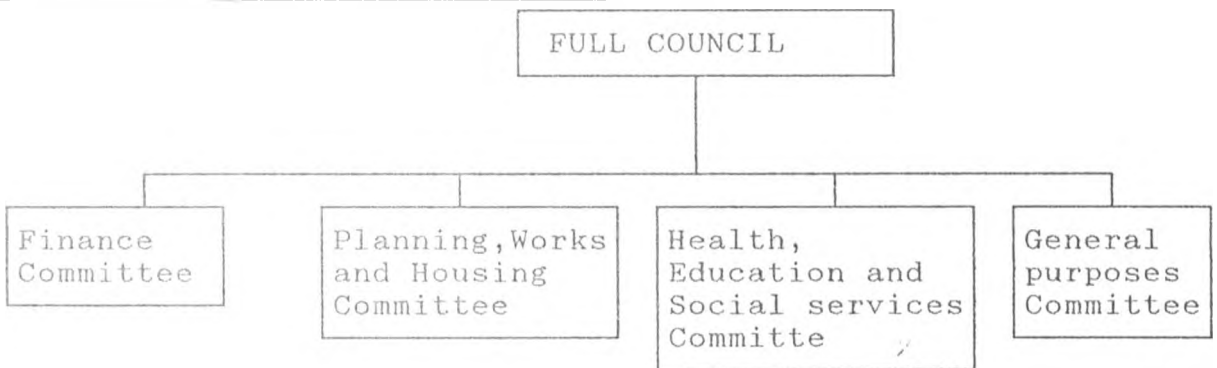 FULL COUNCIL
Finance
Committee
Planning,Works
and Housing
Committee
Health,
Education and
Social services
Committe
General
purposes
Committee